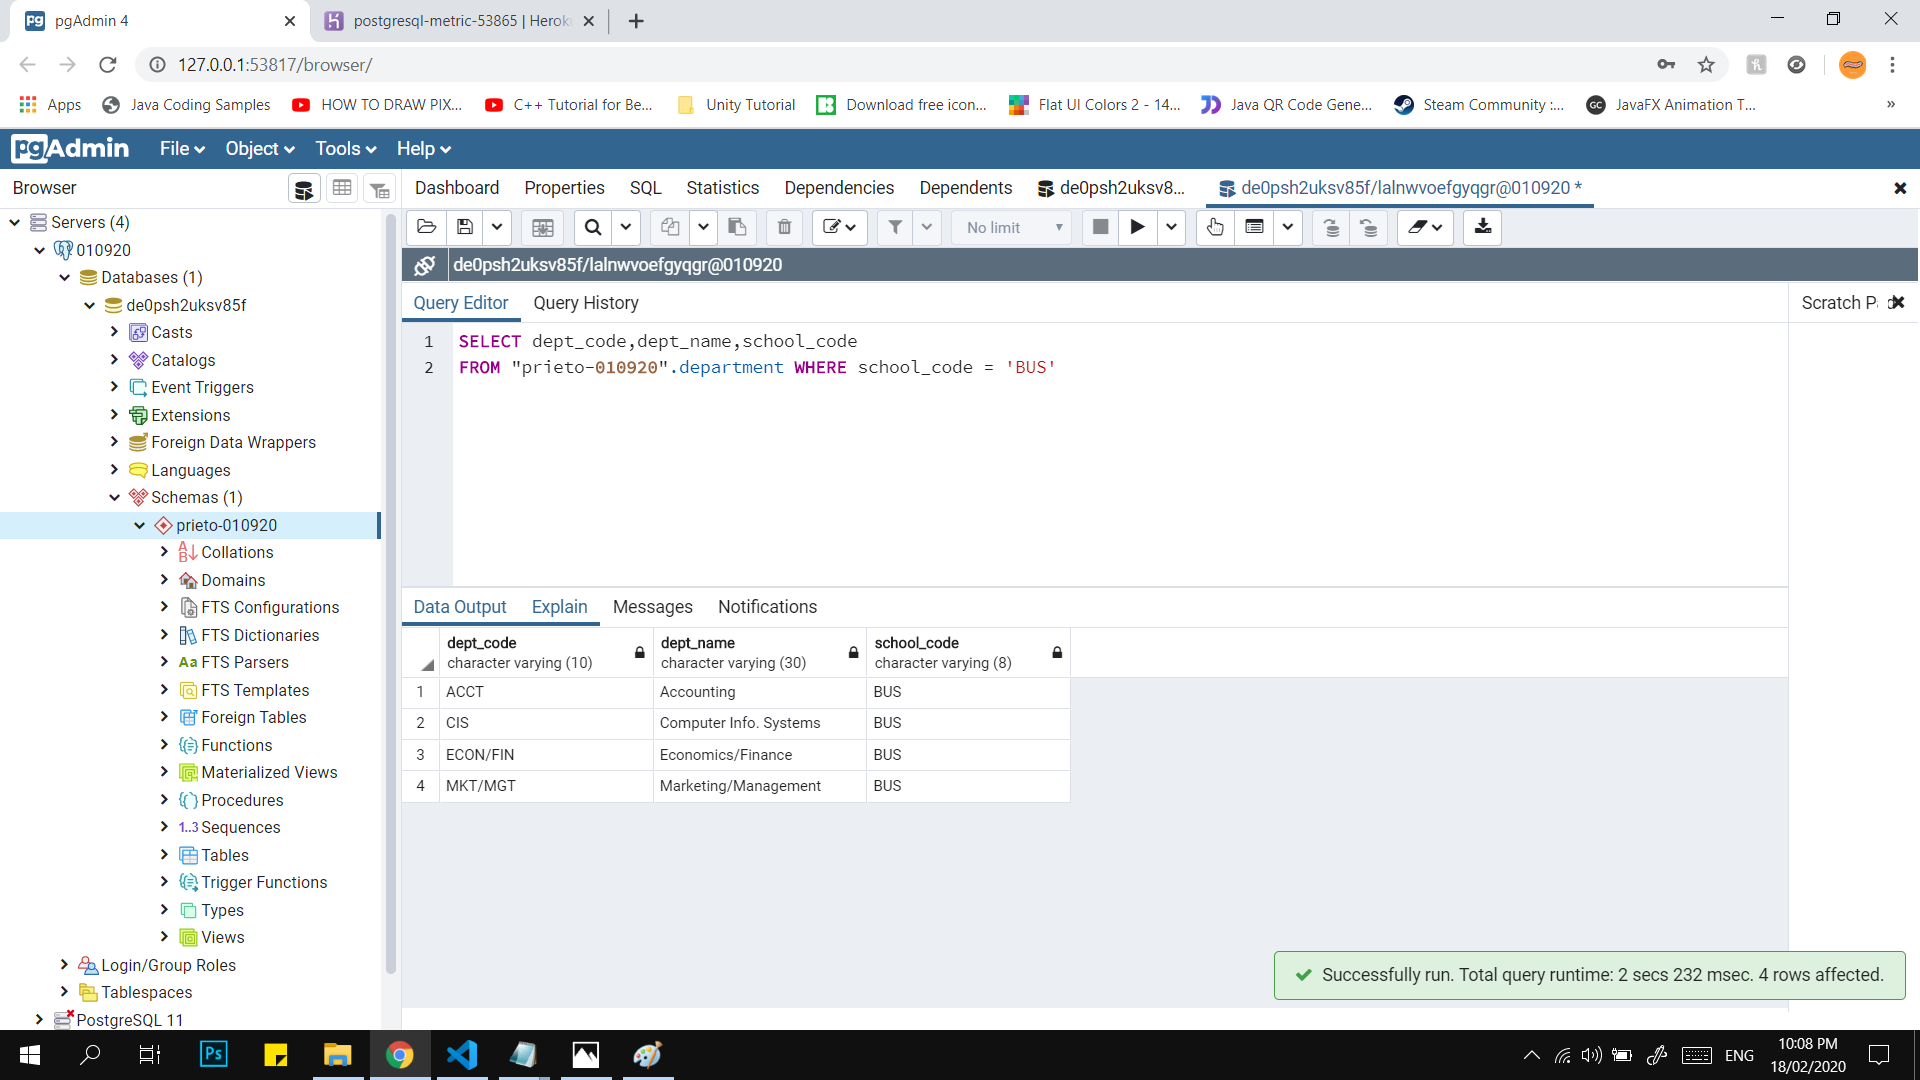 pgAdmin 4
postgresql-metric-53865 | Heroku
127.0.0.1:53817/browser/
Apps
Java Coding Samples
HOW TO DRAW PIX...
C++ Tutorial for Be...
Unity Tutorial
Download free icon...
Flat UI Colors 2 - 14...
Java QR Code Gene...
Steam Community :...
JavaFX Animation T...
pgAdmin
File
Object
Tools
Help
Browser
Dashboard
Properties
SQL
Statistics
Dependencies
Dependents
de0psh2uksv8...
de0psh2uksv85f/lalnwvoefgyqgr@010920 *
No limit
de0psh2uksv85f/lalnwvoefgyqgr@010920
Query Editor
Query History
Scratch P
1 SELECT dept_code,dept_name,school_code
2 FROM "prieto-010920".department WHERE school_code = 'BUS'
Servers (4)
010920
Databases (1)
de0psh2uksv85f
Casts
Catalogs
Event Triggers
Extensions
Foreign Data Wrappers
Languages
Schemas (1)
prieto-010920
Collations
Domains
FTS Configurations
FTS Dictionaries
Aa FTS Parsers
FTS Templates
Foreign Tables
Functions
Materialized Views
Procedures
1..3 Sequences
Tables
Trigger Functions
Types
Views
Login/Group Roles
Tablespaces
PostgreSQL 11
Data Output
Explain
Messages
Notifications
dept_code
character varying (10)
dept_name
character varying (30)
school_code
character varying (8)
1 ACCT Accounting BUS
2 CIS Computer Info. Systems BUS
3 ECON/FIN Economics/Finance BUS
4 MKT/MGT Marketing/Management BUS
Successfully run. Total query runtime: 2 secs 232 msec. 4 rows affected.
Ps
ENG
10:08 PM
18/02/2020